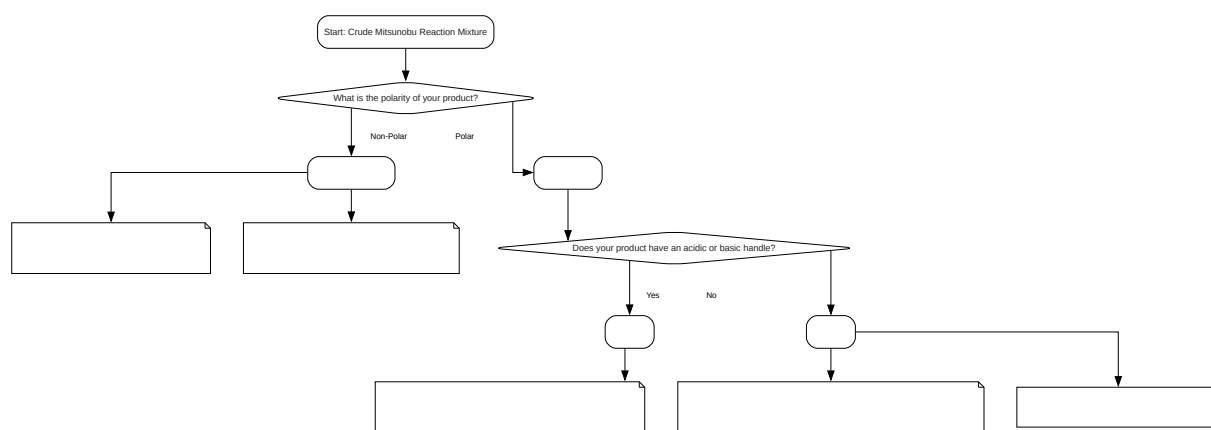 Start: Crude Mitsunobu Reaction Mixture
What is the polarity of your product?
Non-Polar
Polar
Does your product have an acidic or basic handle?
Yes
No